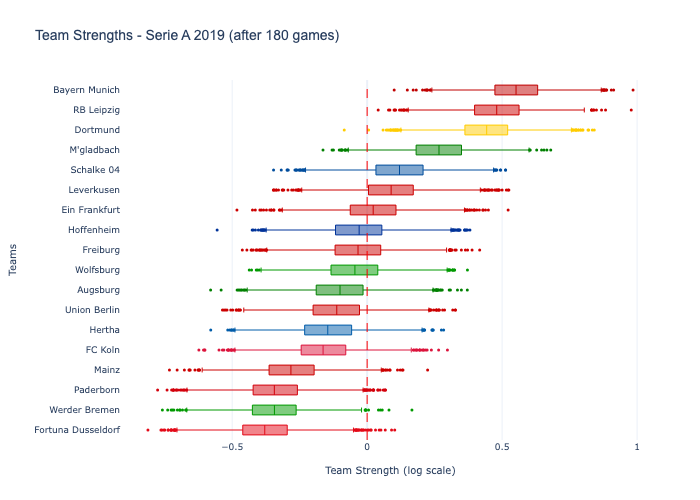 Team Strengths - Serie A 2019 (after 180 games)
Bayern Munich
RB Leipzig
Dortmund
M'gladbach
Schalke 04
Leverkusen
Ein Frankfurt
Hoffenheim
Freiburg
Wolfsburg
Augsburg
Union Berlin
Hertha
FC Koln
Mainz
Paderborn
Werder Bremen
Fortuna Dusseldorf
Teams
−0.5 0 0.5 1
Team Strength (log scale)